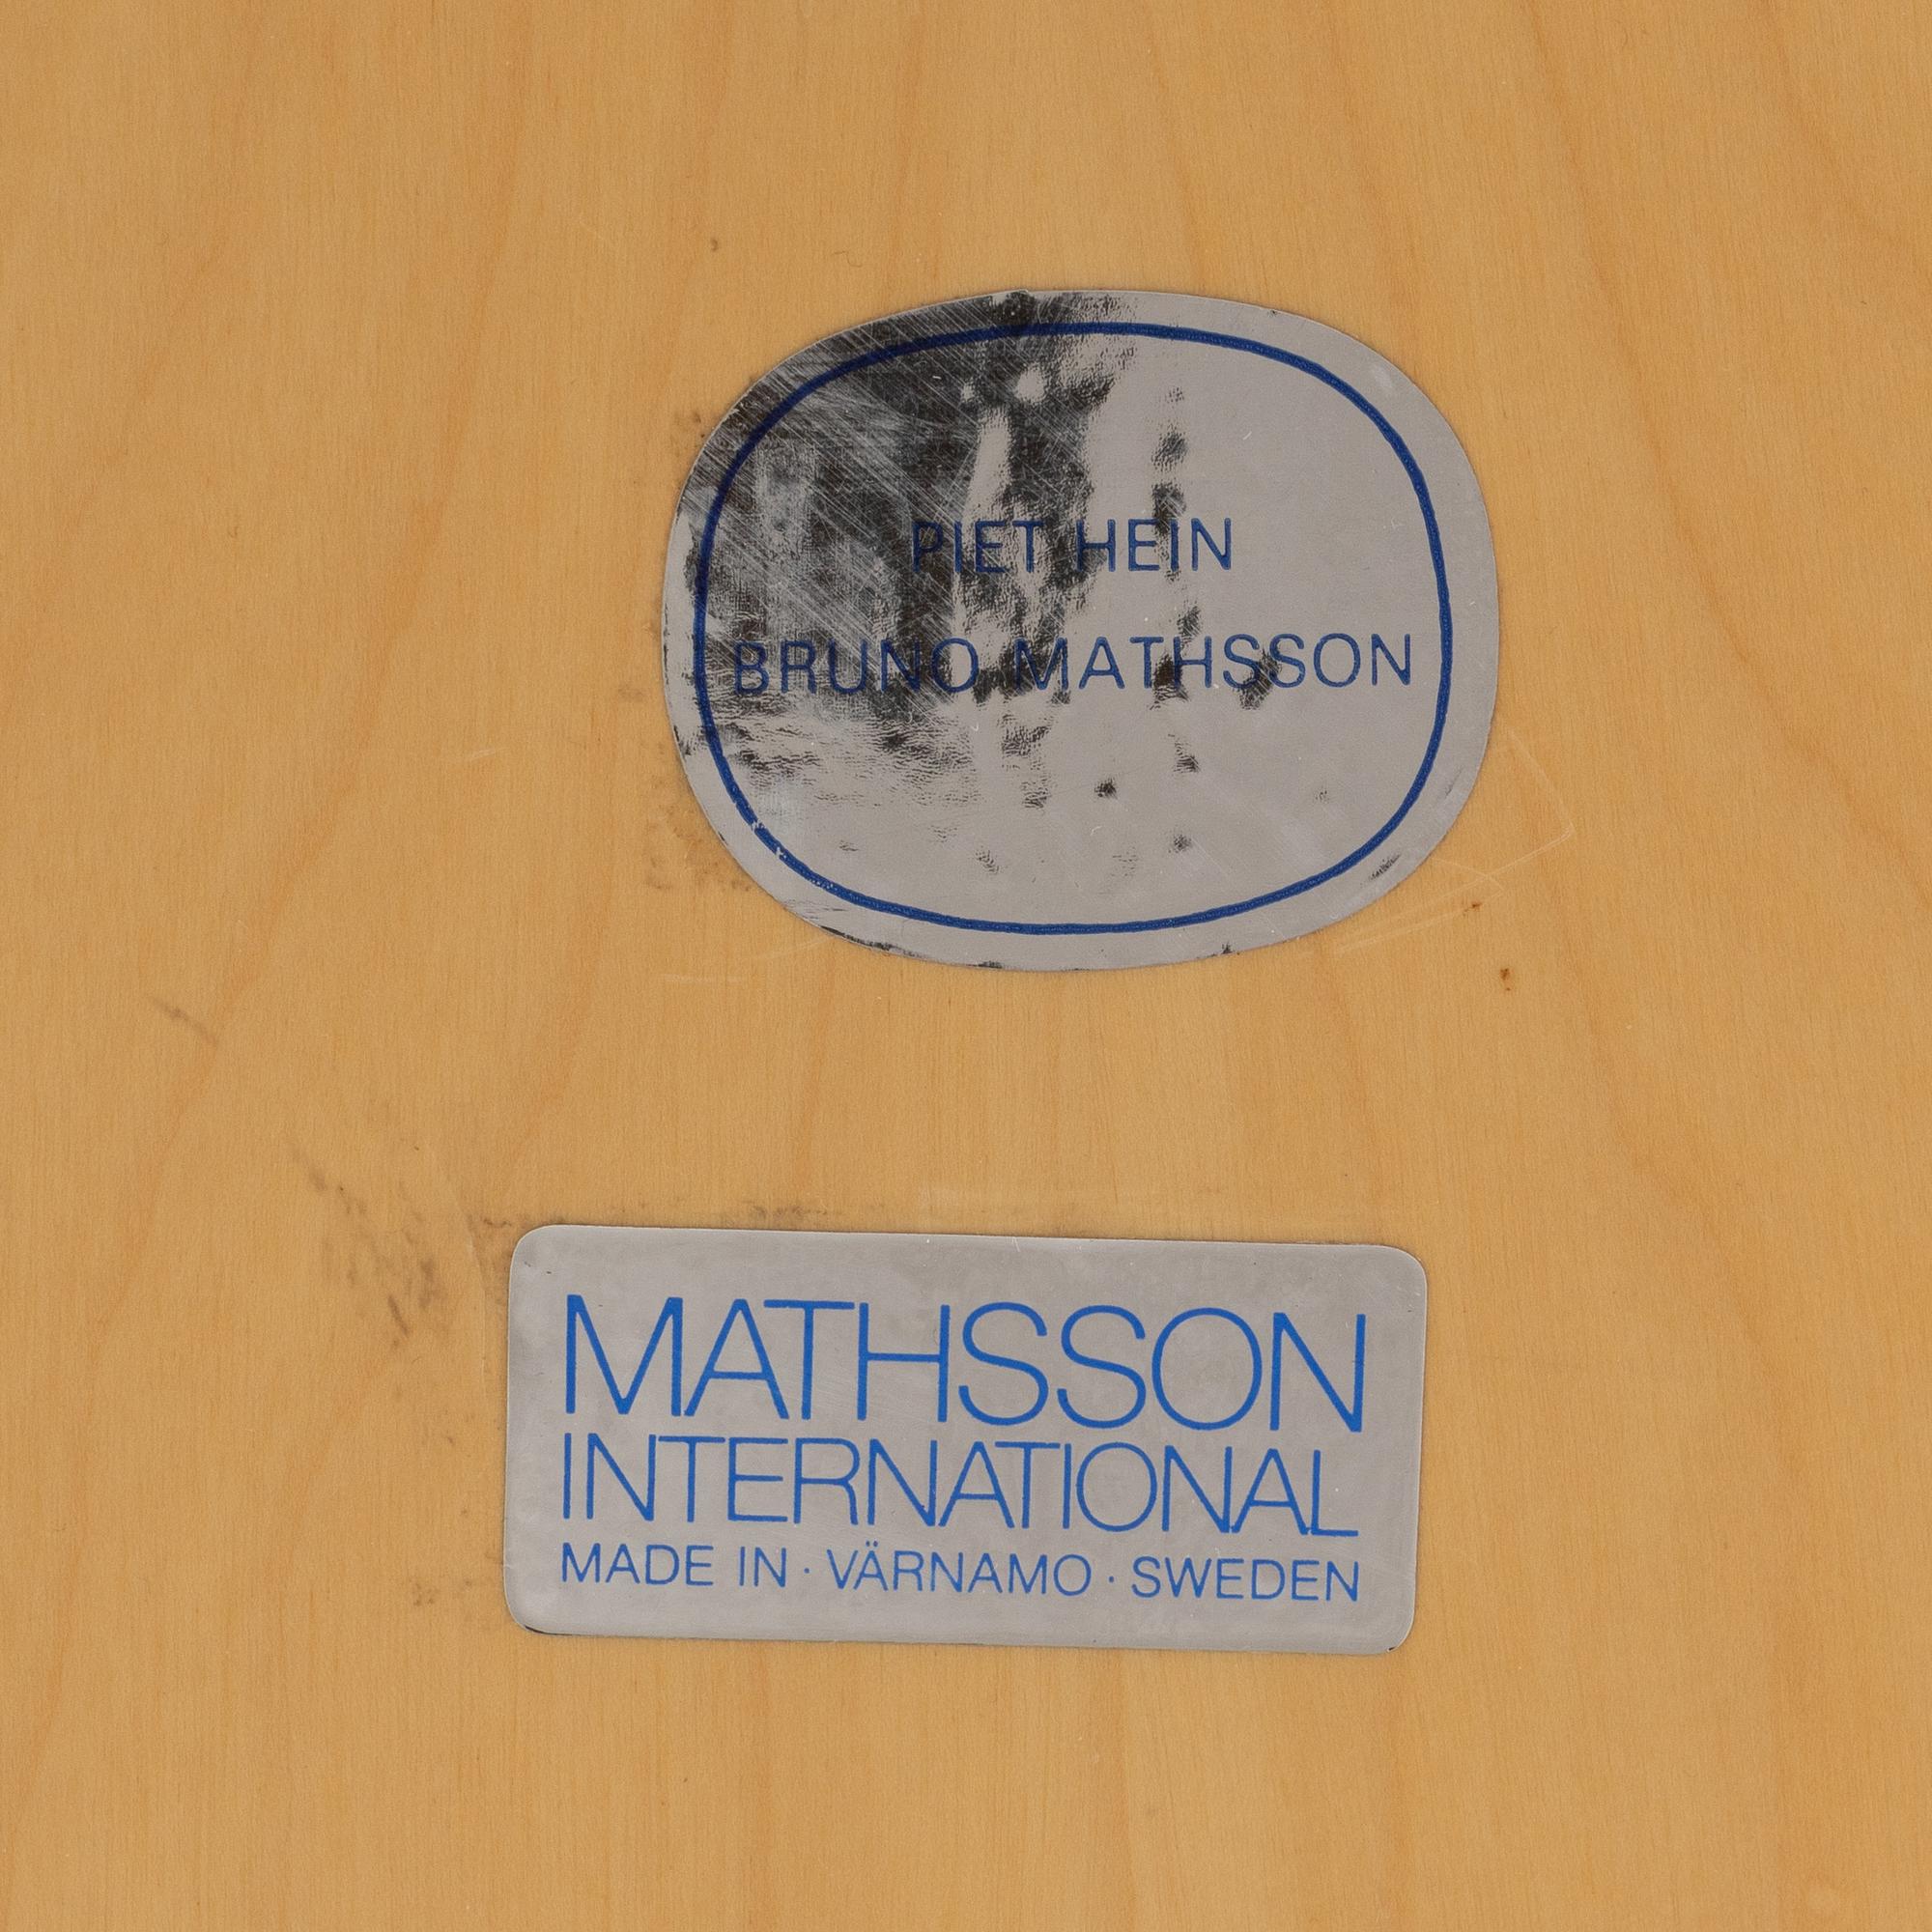 PIET HEIN
BRUNO MATHSSON
MATHSSON
INTERNATIONAL
MADE IN · VÄRNAMO · SWEDEN